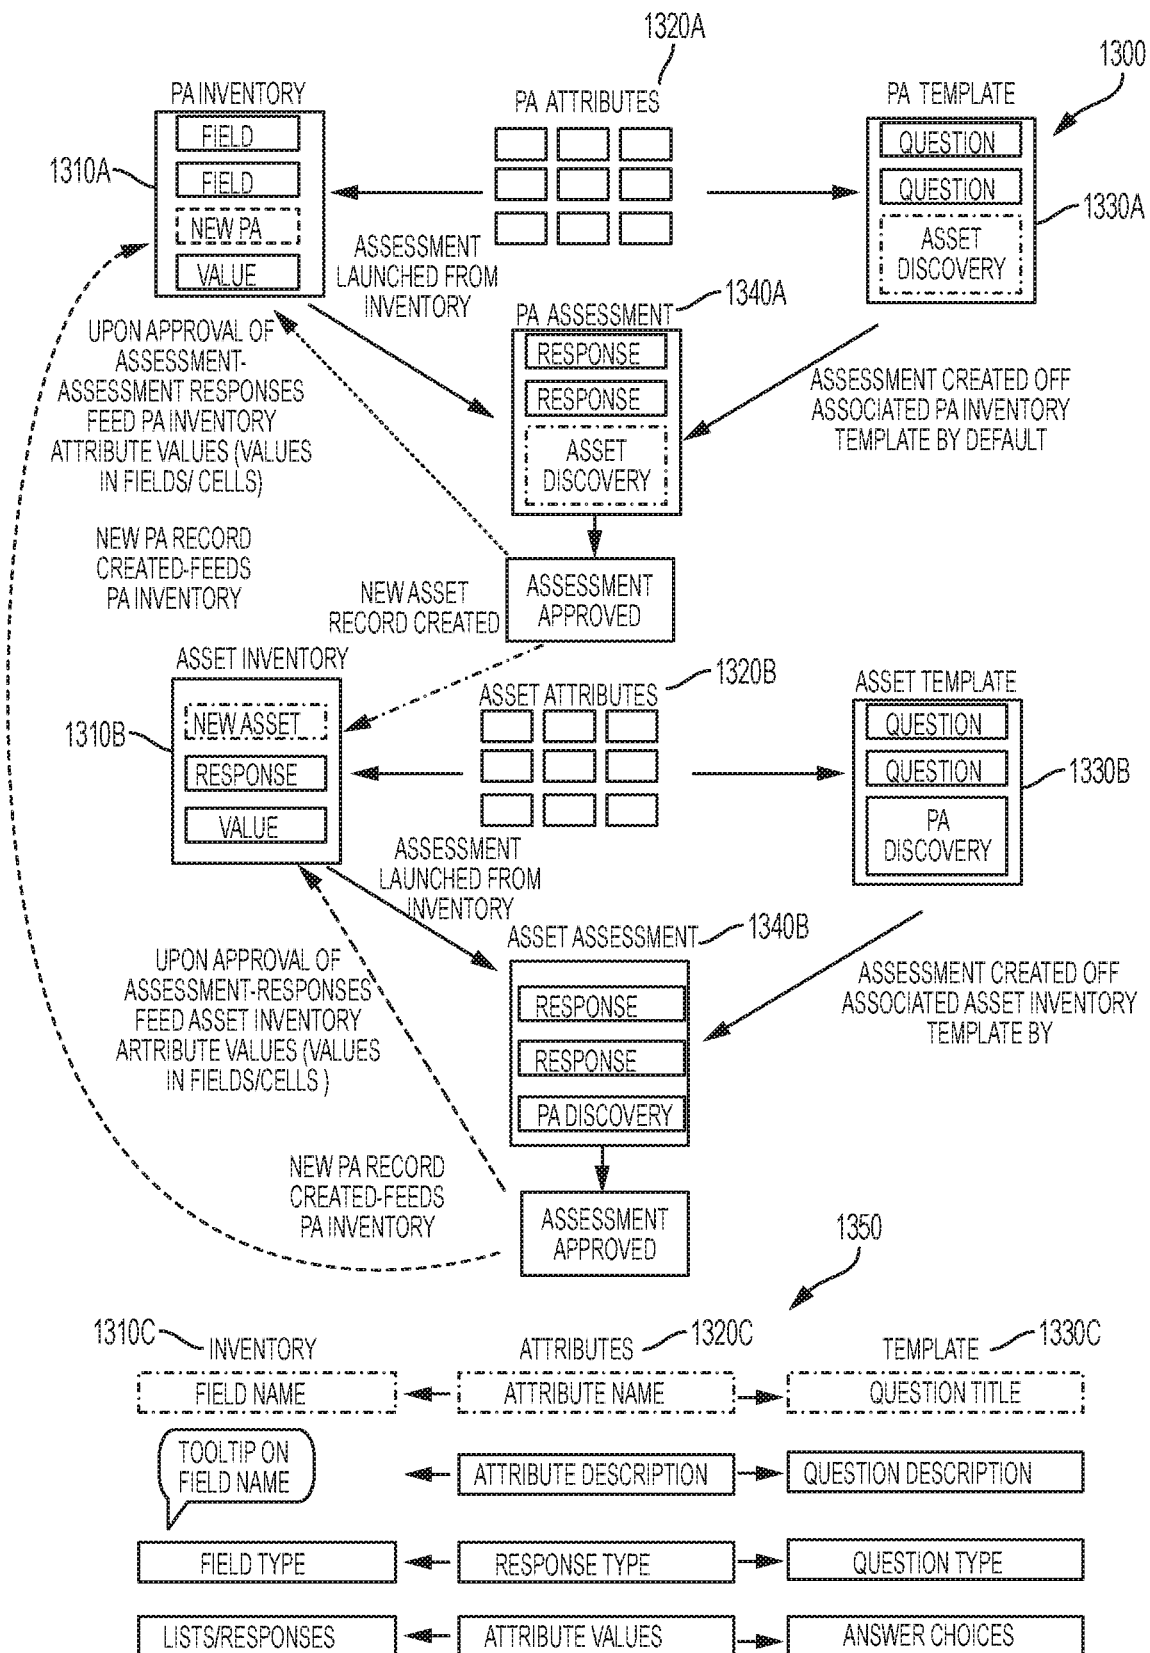 1320A
1300
PA INVENTORY
PA ATTRIBUTES
PA TEMPLATE
FIELD
FIELD
NEW PA
VALUE
1310A
QUESTION
QUESTION
ASSET
DISCOVERY
1330A
ASSESSMENT
LAUNCHED FROM
INVENTORY
1340A
PA ASSESSMENT
RESPONSE
RESPONSE
ASSET
DISCOVERY
UPON APPROVAL OF
ASSESSMENT-
ASSESSMENT RESPONSES
FEED PA INVENTORY
ATTRIBUTE VALUES (VALUES
IN FIELDS/ CELLS)
ASSESSMENT CREATED OFF
ASSOCIATED PA INVENTORY
TEMPLATE BY DEFAULT
NEW PA RECORD
CREATED-FEEDS
PA INVENTORY
NEW ASSET
RECORD CREATED
ASSESSMENT
APPROVED
ASSET INVENTORY
1310B
NEW ASSET
RESPONSE
VALUE
ASSET ATTRIBUTES
1320B
ASSET TEMPLATE
QUESTION
QUESTION
PA
DISCOVERY
1330B
ASSESSMENT
LAUNCHED FROM
INVENTORY
ASSET ASSESSMENT
1340B
RESPONSE
RESPONSE
PA DISCOVERY
UPON APPROVAL OF
ASSESSMENT-RESPONSES
FEED ASSET INVENTORY
ARTRIBUTE VALUES (VALUES
IN FIELDS/CELLS )
ASSESSMENT CREATED OFF
ASSOCIATED ASSET INVENTORY
TEMPLATE BY
NEW PA RECORD
CREATED-FEEDS
PA INVENTORY
ASSESSMENT
APPROVED
1350
1310C
INVENTORY
ATTRIBUTES
1320C
TEMPLATE
1330C
FIELD NAME
ATTRIBUTE NAME
QUESTION TITLE
TOOLTIP ON
FIELD NAME
ATTRIBUTE DESCRIPTION
QUESTION DESCRIPTION
FIELD TYPE
RESPONSE TYPE
QUESTION TYPE
LISTS/RESPONSES
ATTRIBUTE VALUES
ANSWER CHOICES